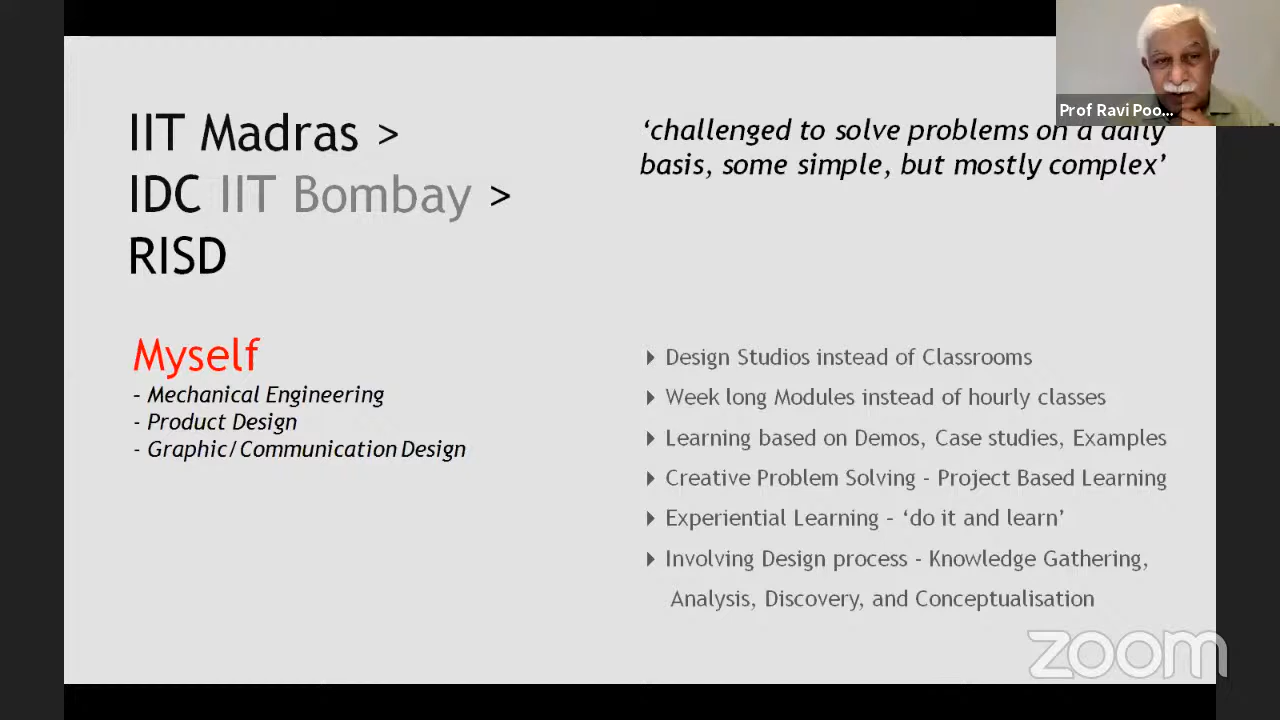 IIT Madras >
IDC IIT Bombay >
RISD
Myself
- Mechanical Engineering
- Product Design
- Graphic/Communication Design
‘challenged to solve problems on a daily
basis, some simple, but mostly complex’
Design Studios instead of Classrooms
Week long Modules instead of hourly classes
Learning based on Demos, Case studies, Examples
Creative Problem Solving - Project Based Learning
Experiential Learning – ‘do it and learn’
Involving Design process - Knowledge Gathering,
Analysis, Discovery, and Conceptualisation
Prof Ravi Poo...
zoom